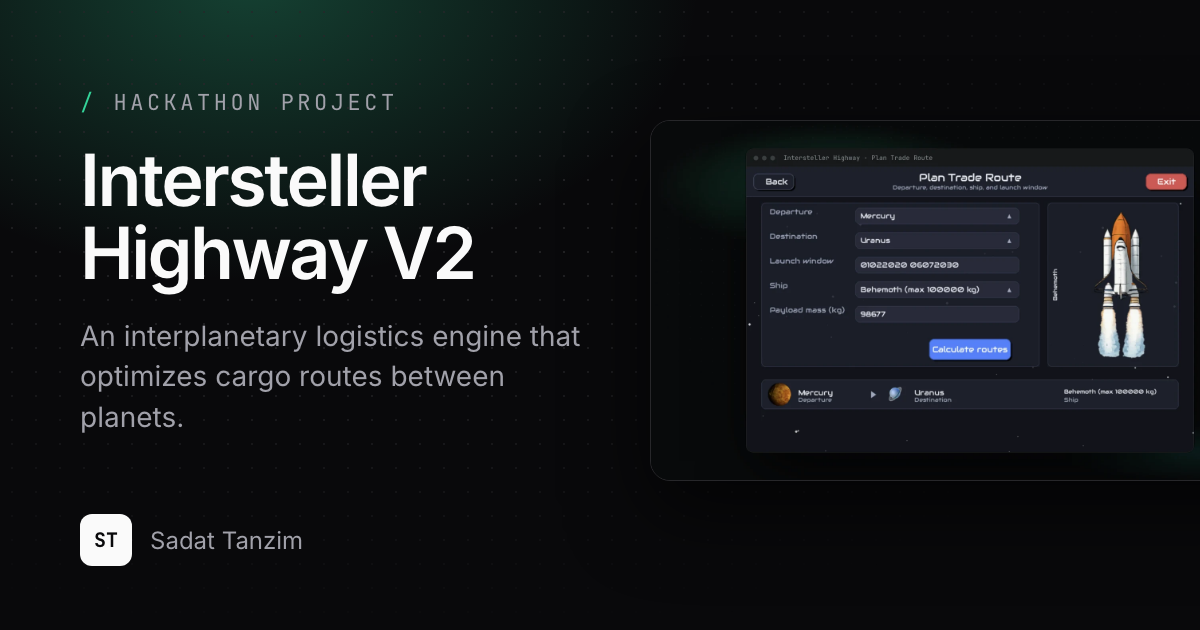 / HACKATHON PROJECT
Intersteller
Highway V2
An interplanetary logistics engine that
optimizes cargo routes between
planets.
ST Sadat Tanzim
Intersteller Highway - Plan Trade Route
Back
Plan Trade Route
Exit
Departure, destination, ship, and launch window
Departure Mercury
Destination Uranus
Launch window 01022020 06072030
Ship Behemoth (max 100000 kg)
Payload mass (kg) 98677
Calculate routes
Behemoth
Mercury
Departure
Uranus
Destination
Behemoth (max 100000 kg)
Ship